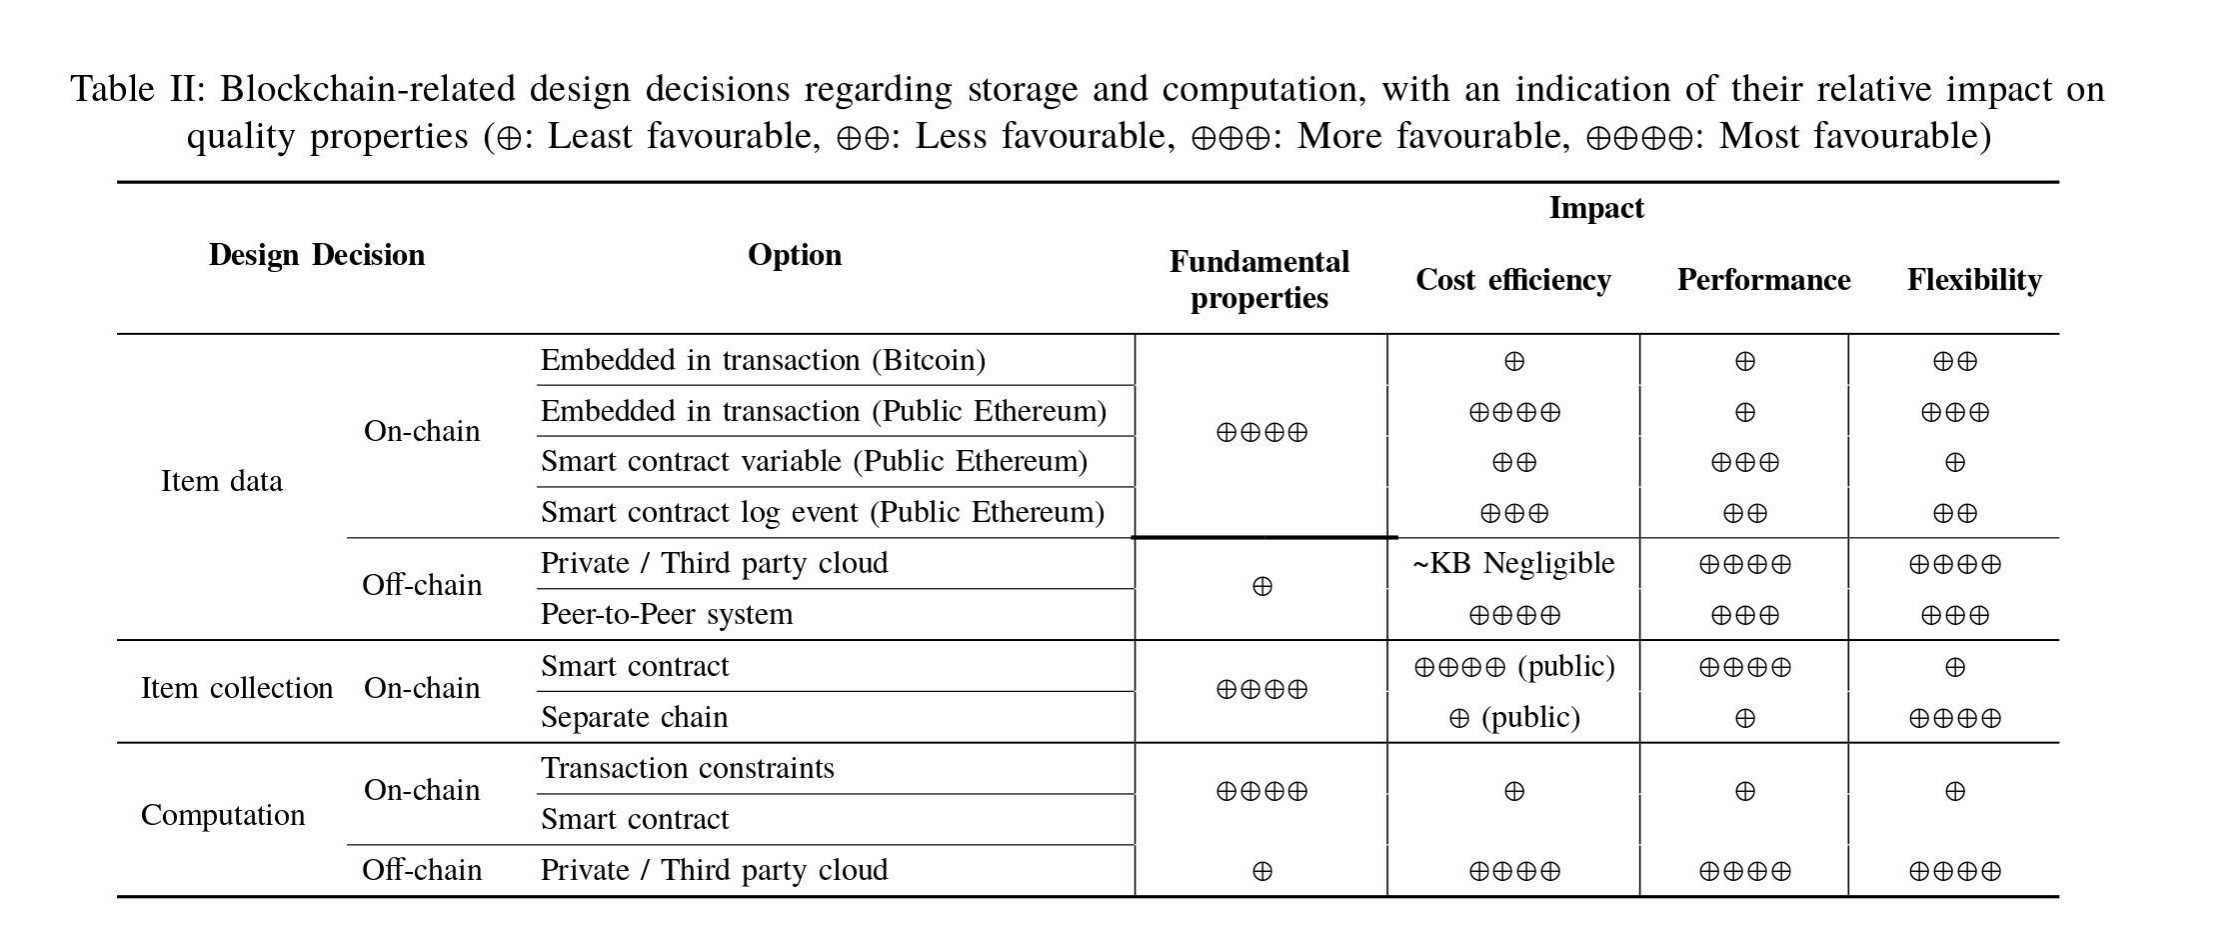 Table II: Blockchain-related design decisions regarding storage and computation, with an indication of their relative impact on
quality properties (⊕: Least favourable, ⊕⊕: Less favourable, ⊕⊕⊕: More favourable, ⊕⊕⊕⊕: Most favourable)
Impact
Design Decision Option Fundamental properties Cost efficiency Performance Flexibility
Embedded in transaction (Bitcoin) ⊕ ⊕ ⊕⊕
Embedded in transaction (Public Ethereum) ⊕⊕⊕⊕ ⊕ ⊕⊕⊕
On-chain ⊕⊕⊕⊕
Smart contract variable (Public Ethereum) ⊕⊕ ⊕⊕⊕ ⊕
Item data
Smart contract log event (Public Ethereum) ⊕⊕⊕ ⊕⊕ ⊕⊕
Private / Third party cloud ~KB Negligible ⊕⊕⊕⊕ ⊕⊕⊕⊕
Off-chain ⊕
Peer-to-Peer system ⊕⊕⊕⊕ ⊕⊕⊕ ⊕⊕⊕
Smart contract ⊕⊕⊕⊕ (public) ⊕⊕⊕⊕ ⊕
Item collection On-chain ⊕⊕⊕⊕
Separate chain ⊕ (public) ⊕ ⊕⊕⊕⊕
Transaction constraints
On-chain ⊕⊕⊕⊕ ⊕ ⊕ ⊕
Computation
Smart contract
Off-chain Private / Third party cloud ⊕ ⊕⊕⊕⊕ ⊕⊕⊕⊕ ⊕⊕⊕⊕